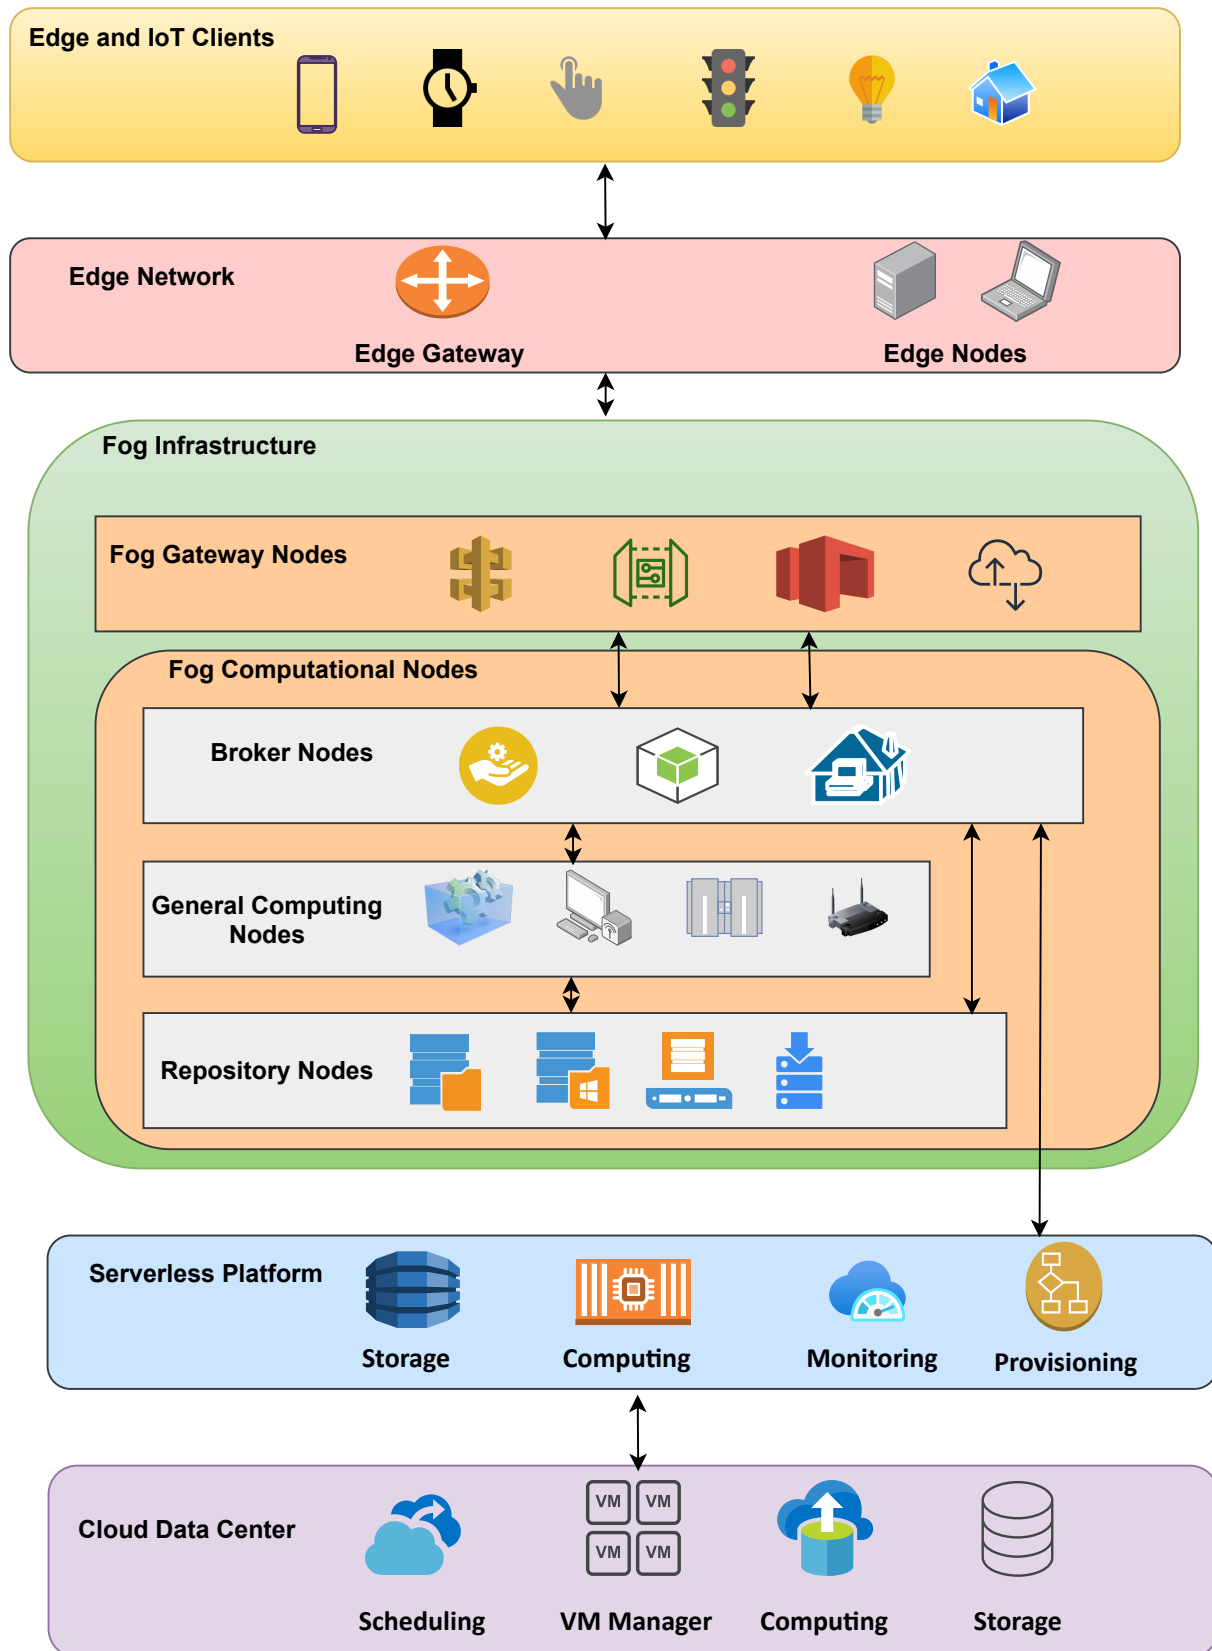 Edge and IoT Clients
Edge Network
Edge Gateway
Edge Nodes
Fog Infrastructure
Fog Gateway Nodes
Fog Computational Nodes
Broker Nodes
General Computing
Nodes
Repository Nodes
Serverless Platform
Storage
Computing
Monitoring
Provisioning
Cloud Data Center
VM
VM
VM
VM
Scheduling
VM Manager
Computing
Storage